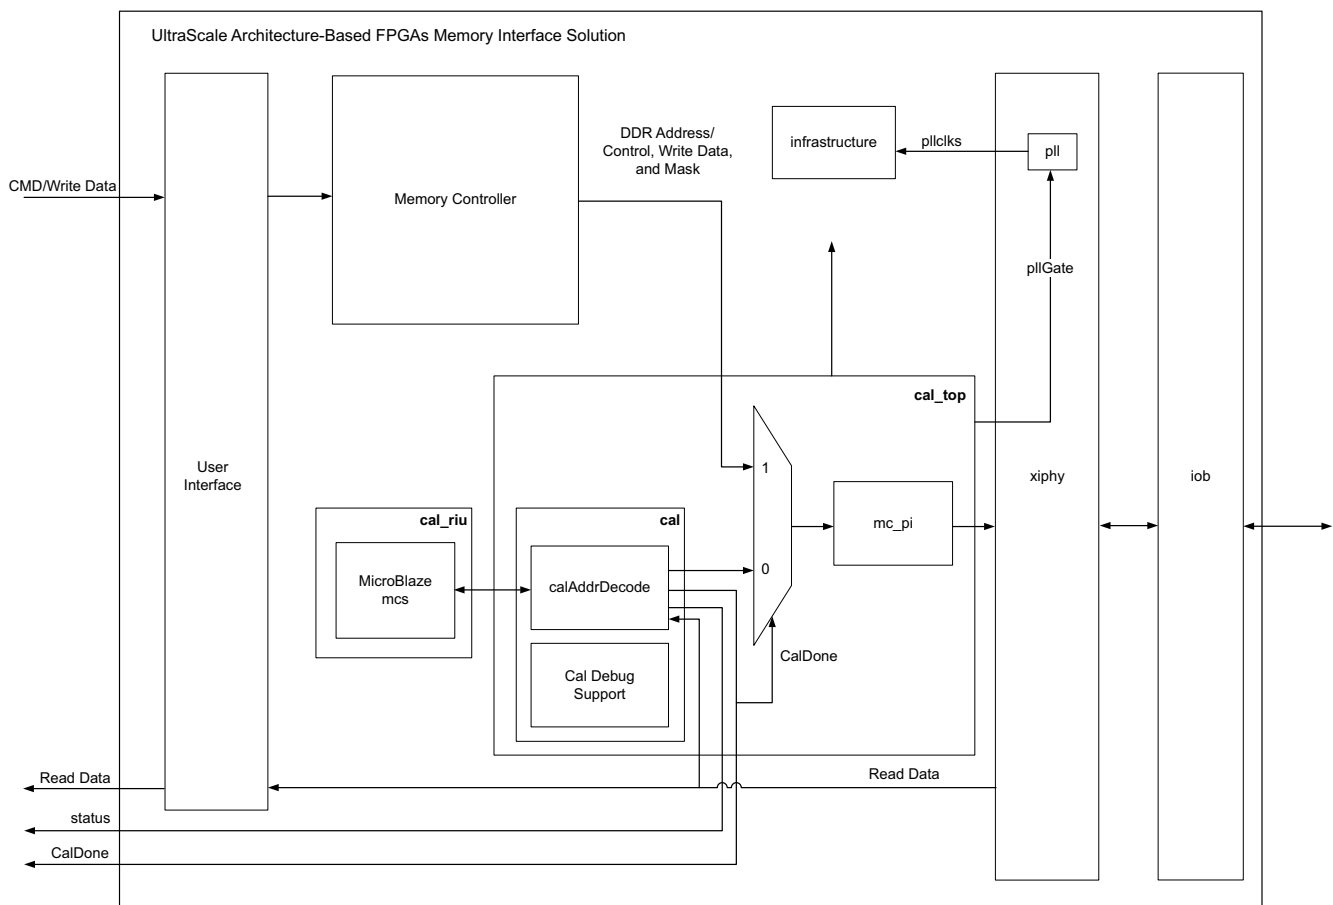 UltraScale Architecture-Based FPGAs Memory Interface Solution
CMD/Write Data
Memory Controller
DDR Address/
Control, Write Data,
and Mask
infrastructure
pllclks
pll
pllGate
cal_top
User
Interface
1
xiphy
iob
cal_riu
cal
mc_pi
MicroBlaze
mcs
calAddrDecode
0
Cal Debug
Support
CalDone
Read Data
Read Data
status
CalDone